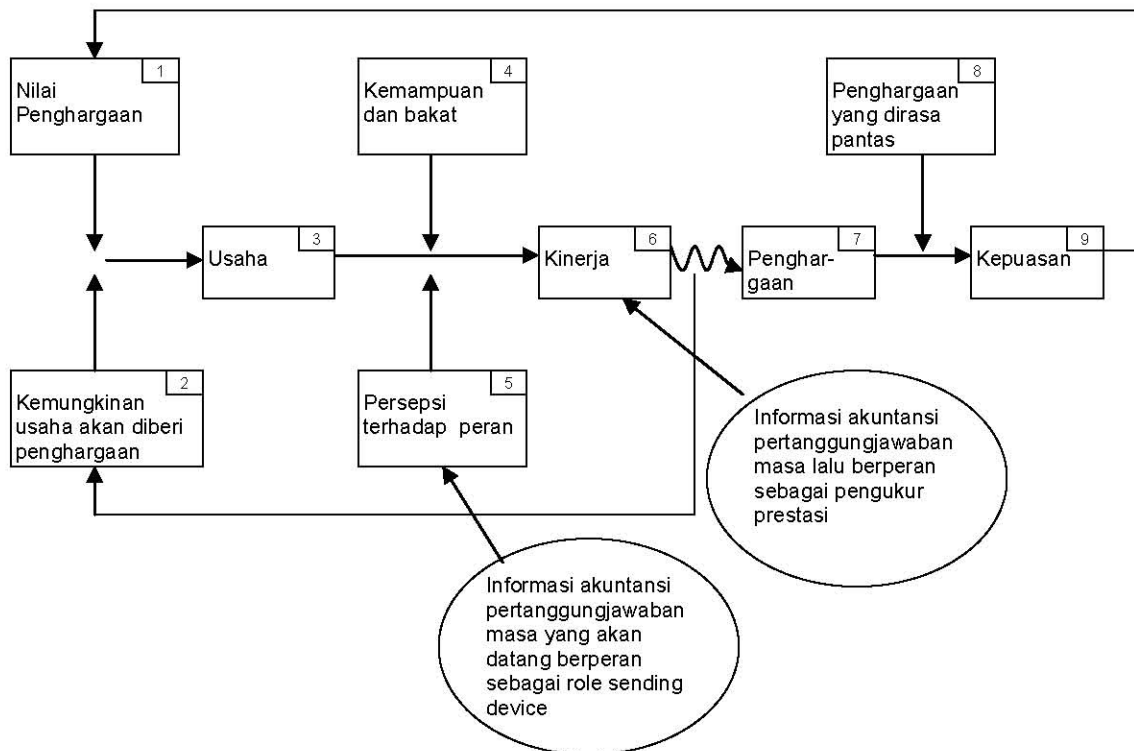 1
Nilai
Penghargaan
4
Kemampuan
dan bakat
8
Penghargaan
yang dirasa
pantas
3
Usaha
6
Kinerja
7
Penghar-
gaan
9
Kepuasan
2
Kemungkinan
usaha akan diberi
penghargaan
5
Persepsi
terhadap peran
Informasi akuntansi
pertanggungjawaban
masa lalu berperan
sebagai pengukur
prestasi
Informasi akuntansi
pertanggungjawaban
masa yang akan
datang berperan
sebagai role sending
device